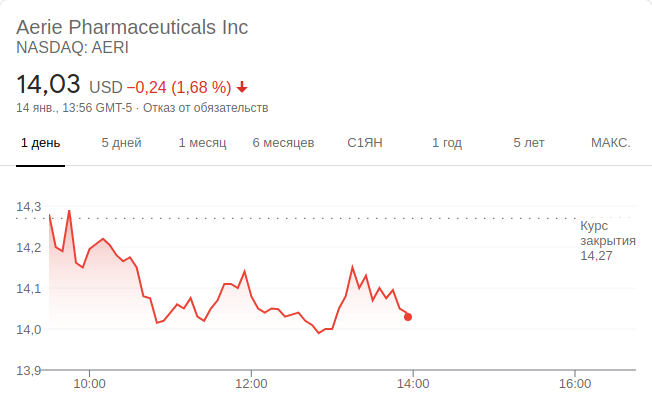 Aerie Pharmaceuticals Inc
NASDAQ: AERI
14,03 USD −0,24 (1,68 %)
14 янв., 13:56 GMT-5 · Отказ от обязательств
1 день 5 дней 1 месяц 6 месяцев С1ЯН 1 год 5 лет МАКС.
14,3
Курс
закрытия
14,27
14,2
14,1
14,0
13,9
10:00 12:00 14:00 16:00